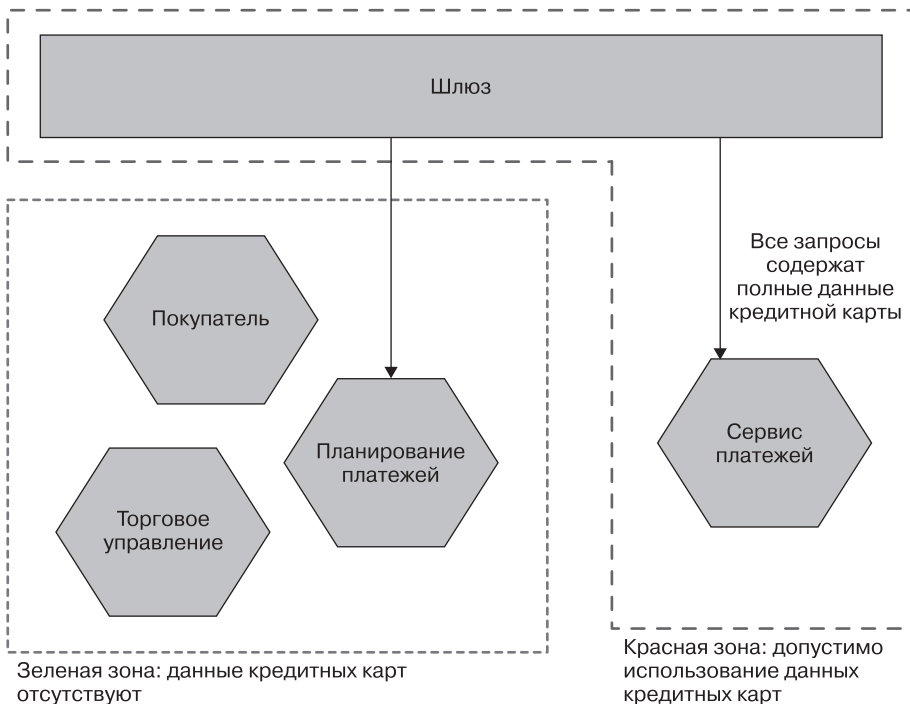 Шлюз
Все запросы
содержат
полные данные
кредитной карты
Покупатель
Планирование
платежей
Сервис
платежей
Торговое
управление
Зеленая зона: данные кредитных карт
отсутствуют
Красная зона: допустимо
использование данных
кредитных карт